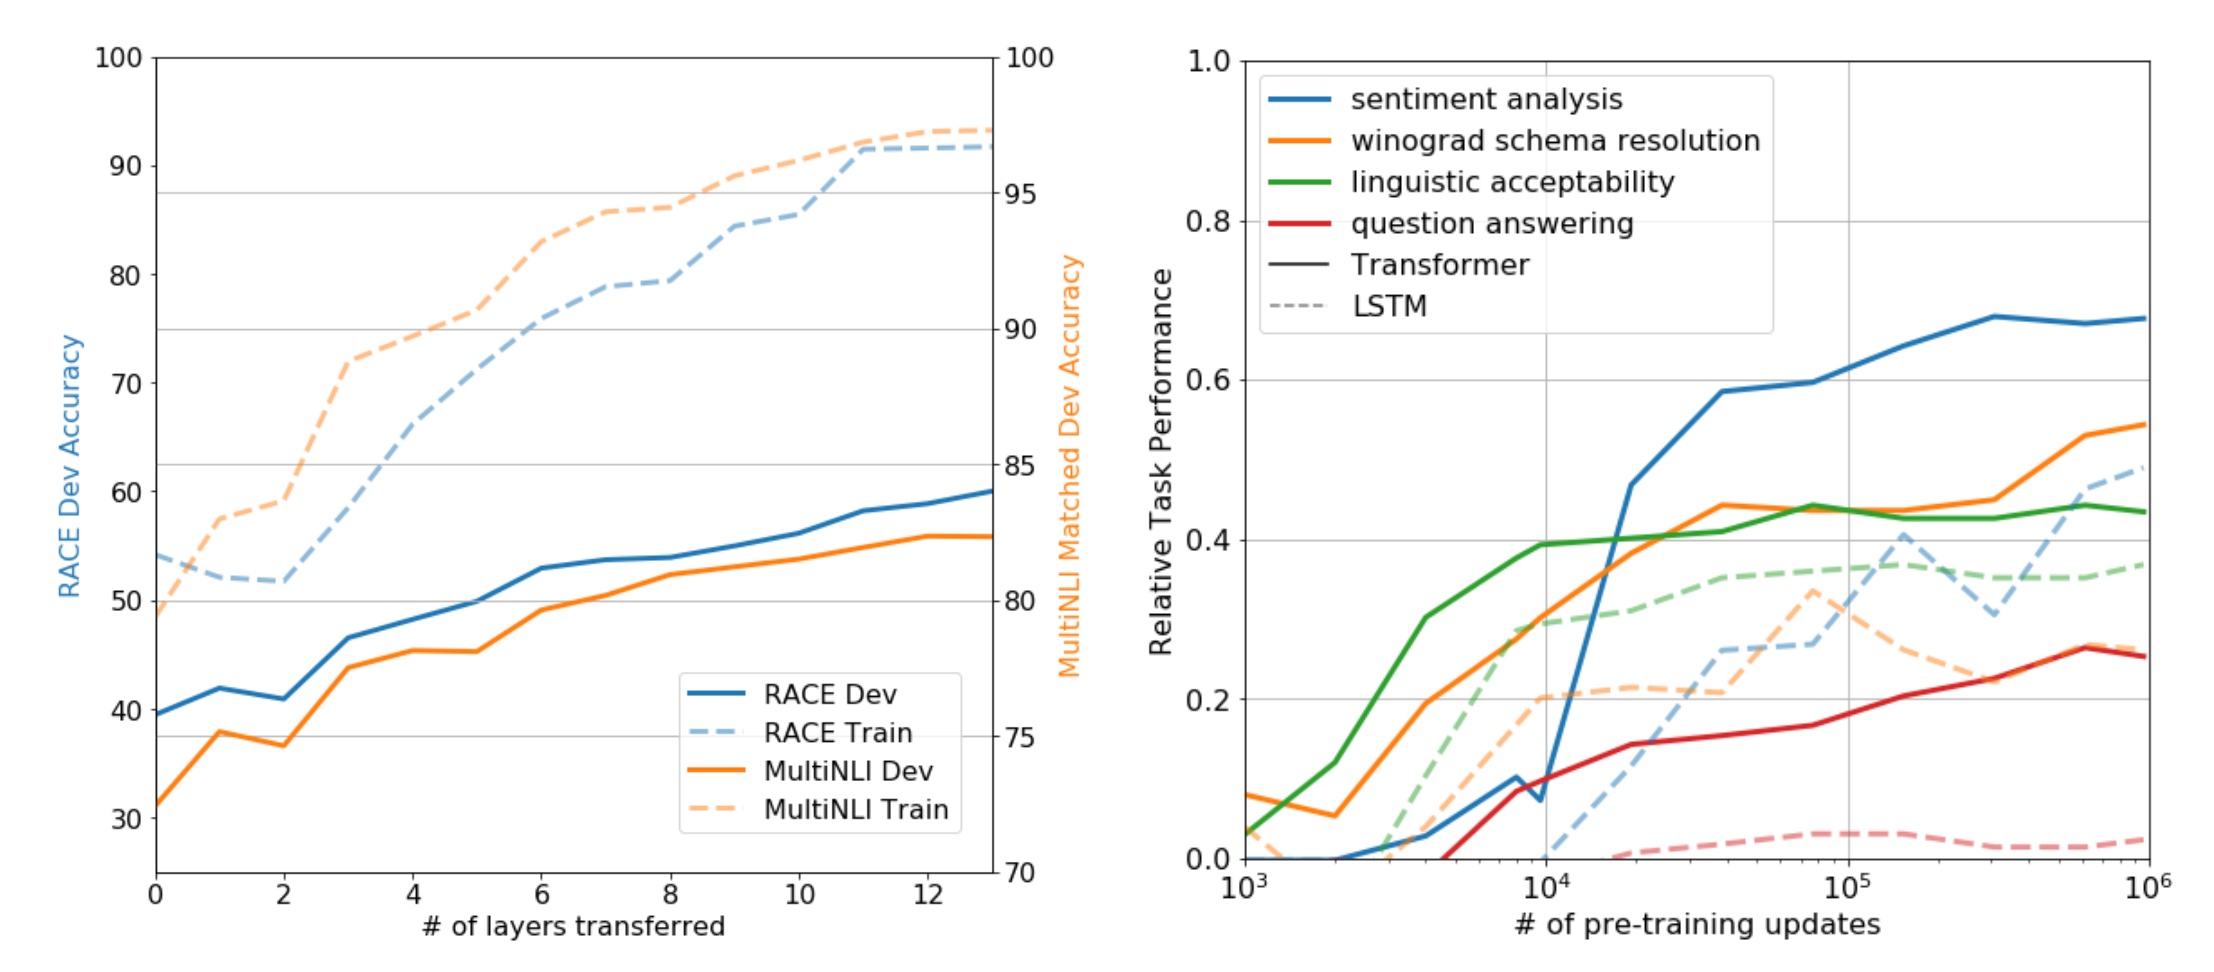 100
90
80
70
60
50
40
30
RACE Dev Accuracy
0 2 4 6 8 10 12
# of layers transferred
100
95
90
85
80
75
70
MultiNLI Matched Dev Accuracy
RACE Dev
RACE Train
MultiNLI Dev
MultiNLI Train
1.0
0.8
0.6
0.4
0.2
0.0
Relative Task Performance
sentiment analysis
winograd schema resolution
linguistic acceptability
question answering
Transformer
LSTM
10³ 10⁴ 10⁵ 10⁶
# of pre-training updates